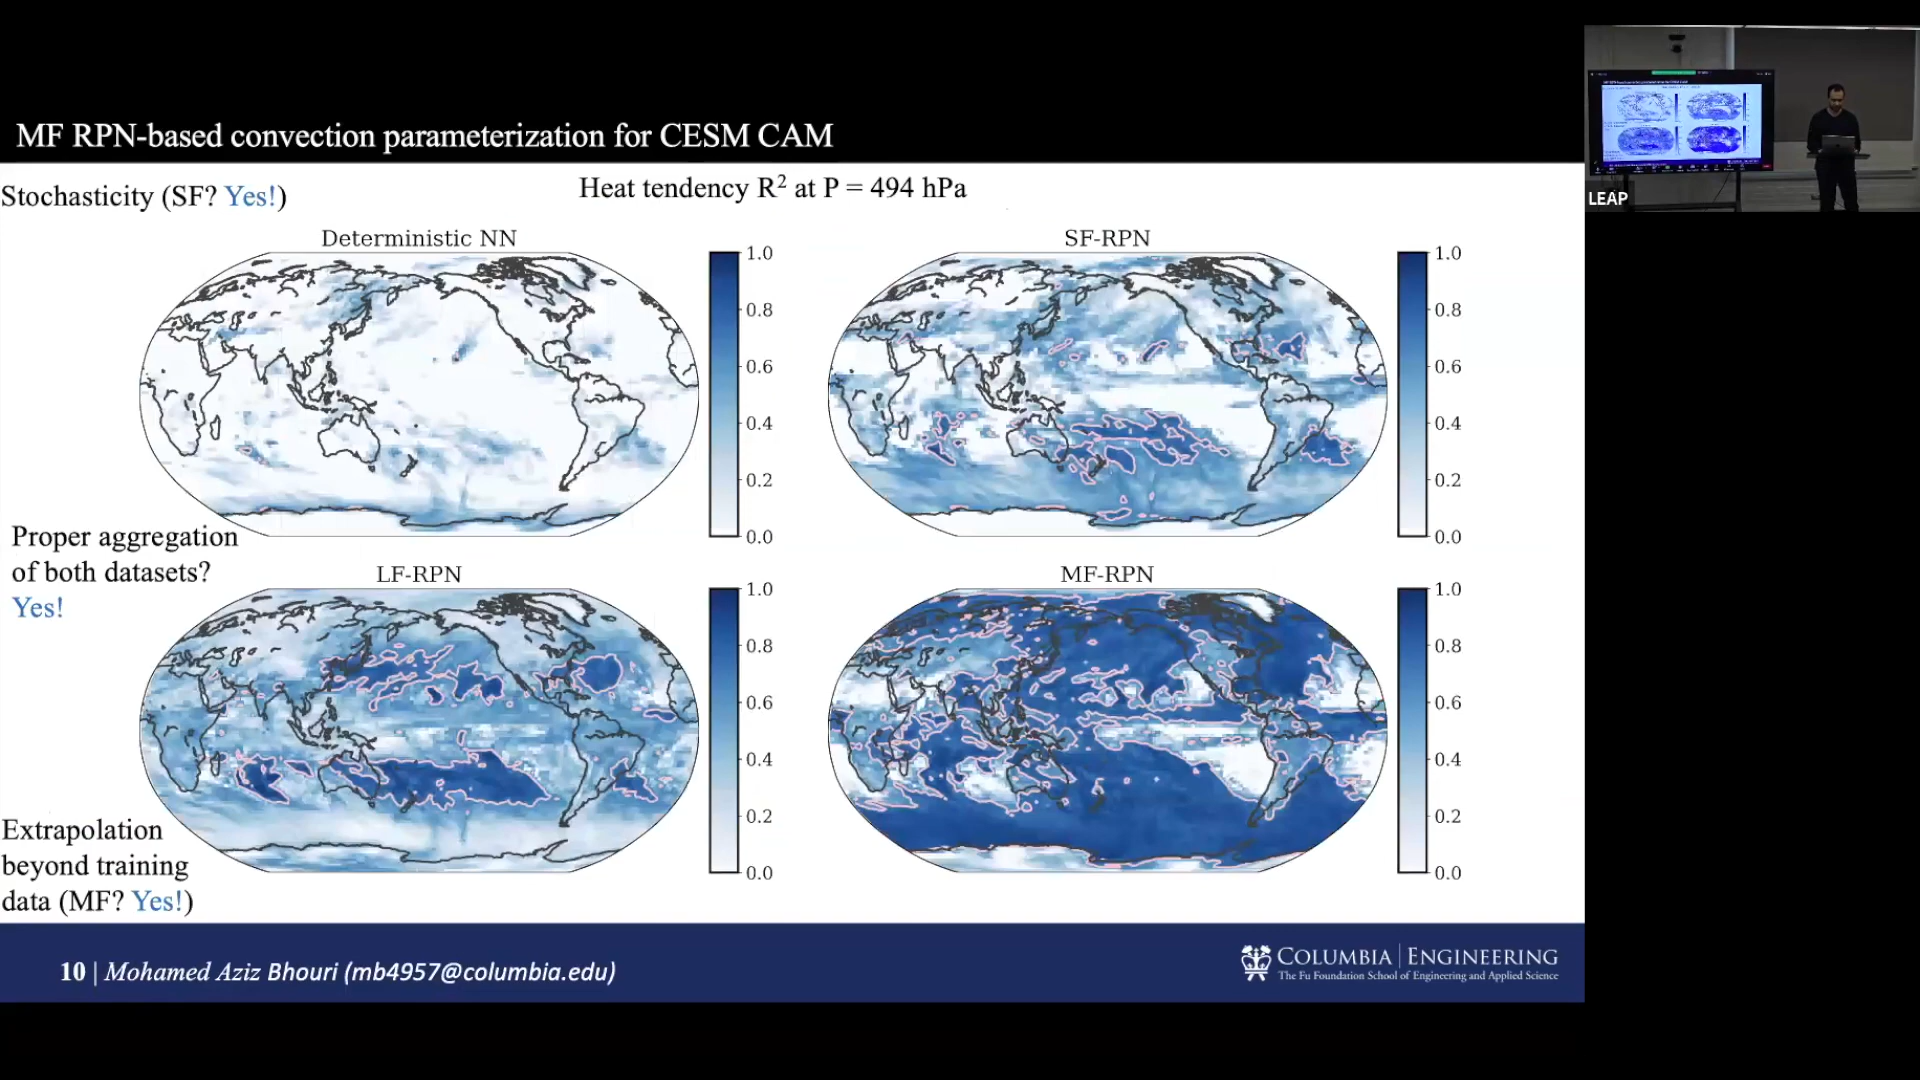 MF RPN-based convection parameterization for CESM CAM
Stochasticity (SF? Yes!)
Heat tendency R² at P = 494 hPa
Deterministic NN
1.0
0.8
0.6
0.4
0.2
0.0
SF-RPN
1.0
0.8
0.6
0.4
0.2
0.0
Proper aggregation
of both datasets?
Yes!
LF-RPN
1.0
0.8
0.6
0.4
0.2
0.0
MF-RPN
1.0
0.8
0.6
0.4
0.2
0.0
Extrapolation
beyond training
data (MF? Yes!)
10 | Mohamed Aziz Bhouri (mb4957@columbia.edu)
COLUMBIA | ENGINEERING
The Fu Foundation School of Engineering and Applied Science
LEAP